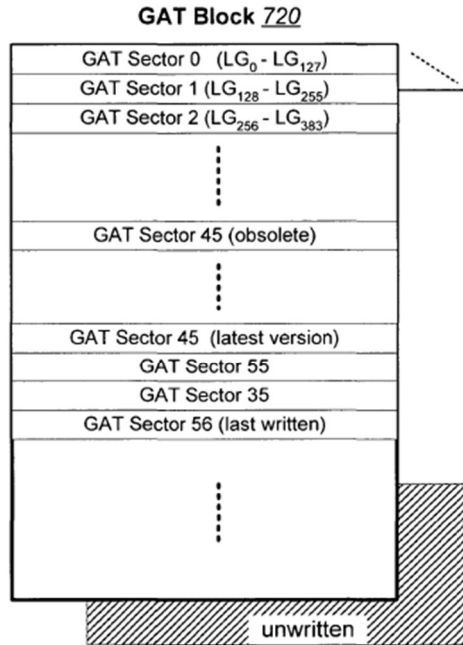 GAT Block 720
GAT Sector 0 (LG0 - LG127)
GAT Sector 1 (LG128 - LG255)
GAT Sector 2 (LG256 - LG383)
GAT Sector 45 (obsolete)
GAT Sector 45 (latest version)
GAT Sector 55
GAT Sector 35
GAT Sector 56 (last written)
unwritten